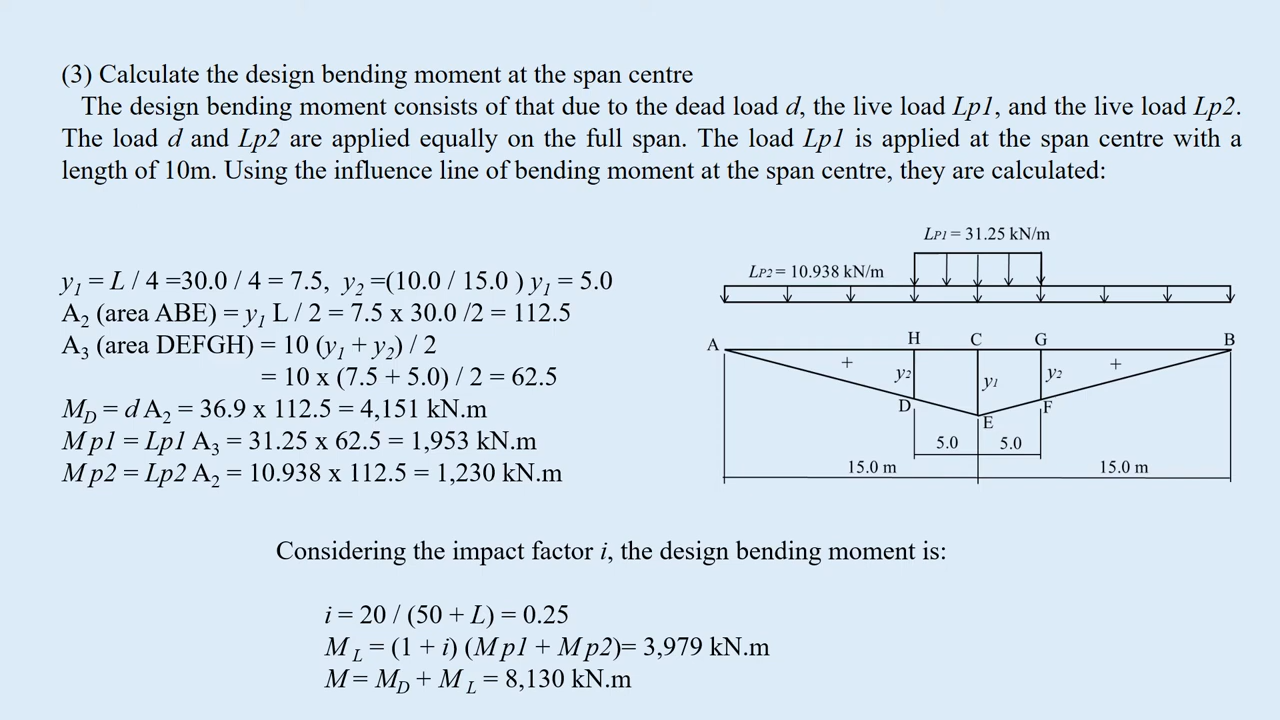 (3) Calculate the design bending moment at the span centre
The design bending moment consists of that due to the dead load d, the live load Lp1, and the live load Lp2.
The load d and Lp2 are applied equally on the full span. The load Lp1 is applied at the span centre with a
length of 10m. Using the influence line of bending moment at the span centre, they are calculated:
y₁ = L / 4 =30.0 / 4 = 7.5, y₂ =(10.0 / 15.0 ) y₁ = 5.0
A₂ (area ABE) = y₁ L / 2 = 7.5 x 30.0 /2 = 112.5
A₃ (area DEFGH) = 10 (y₁ + y₂) / 2
= 10 x (7.5 + 5.0) / 2 = 62.5
M_D = d A₂ = 36.9 x 112.5 = 4,151 kN.m
Mp1 = Lp1 A₃ = 31.25 x 62.5 = 1,953 kN.m
Mp2 = Lp2 A₂ = 10.938 x 112.5 = 1,230 kN.m
LP1 = 31.25 kN/m
LP2 = 10.938 kN/m
A H C G B
+ y2 y1 y2 +
D E F
5.0 5.0
15.0 m 15.0 m
Considering the impact factor i, the design bending moment is:
i = 20 / (50 + L) = 0.25
M_L = (1 + i) (Mp1 + Mp2)= 3,979 kN.m
M = M_D + M_L = 8,130 kN.m